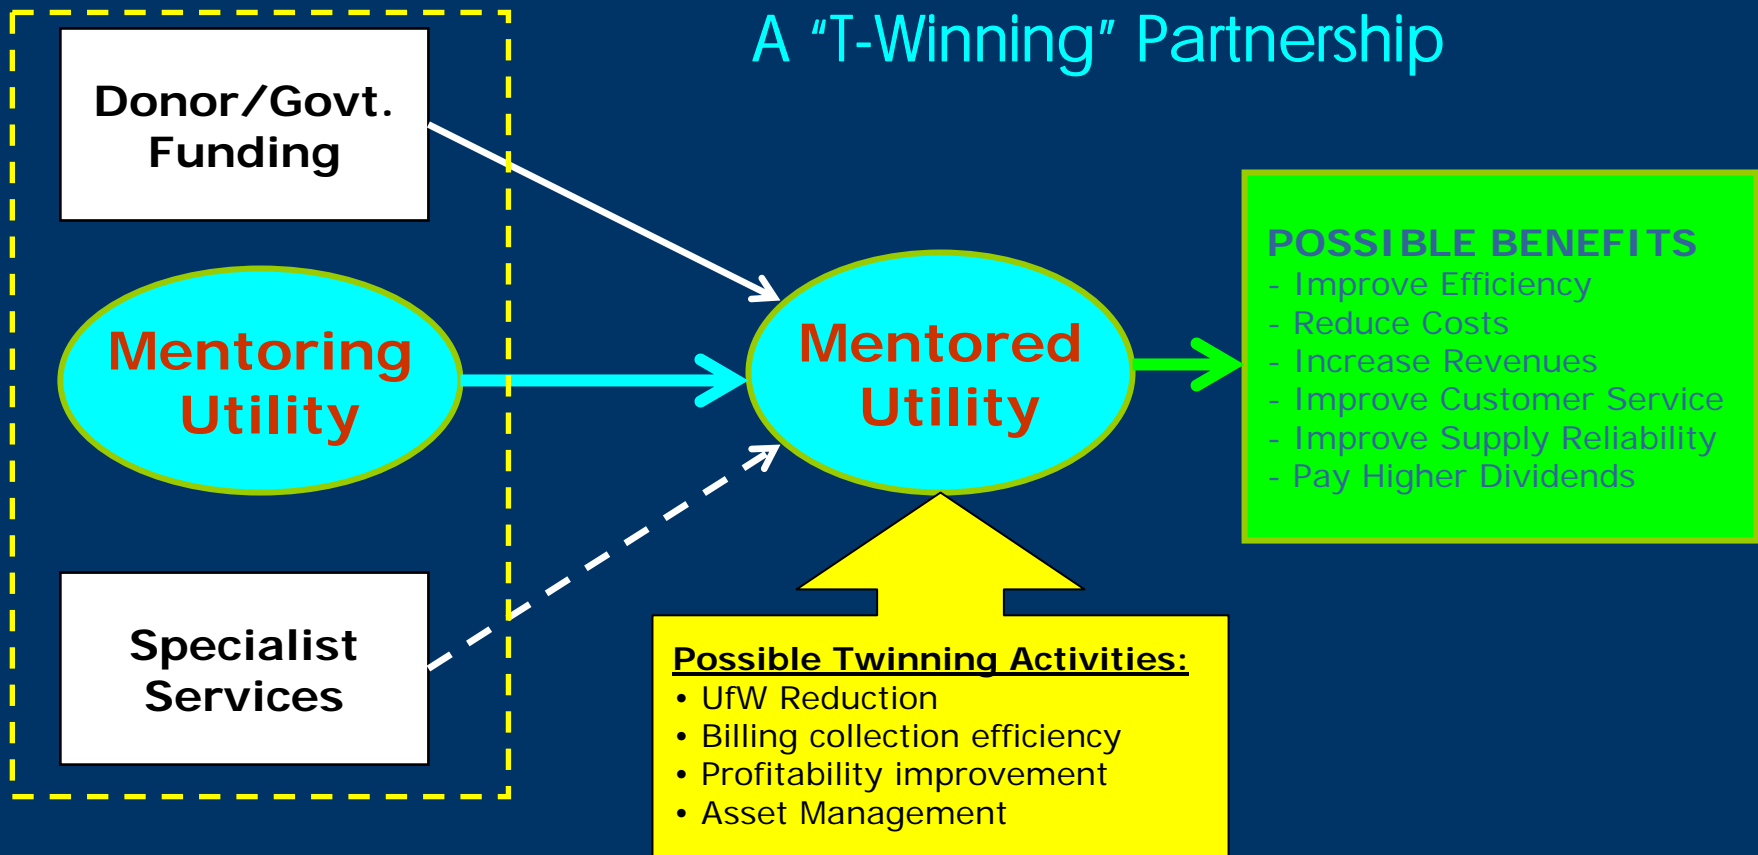 A “T-Winning” Partnership
Donor/Govt.
Funding
Mentoring
Utility
Specialist
Services
Mentored
Utility
POSSIBLE BENEFITS
- Improve Efficiency
- Reduce Costs
- Increase Revenues
- Improve Customer Service
- Improve Supply Reliability
- Pay Higher Dividends
Possible Twinning Activities:
• UfW Reduction
• Billing collection efficiency
• Profitability improvement
• Asset Management